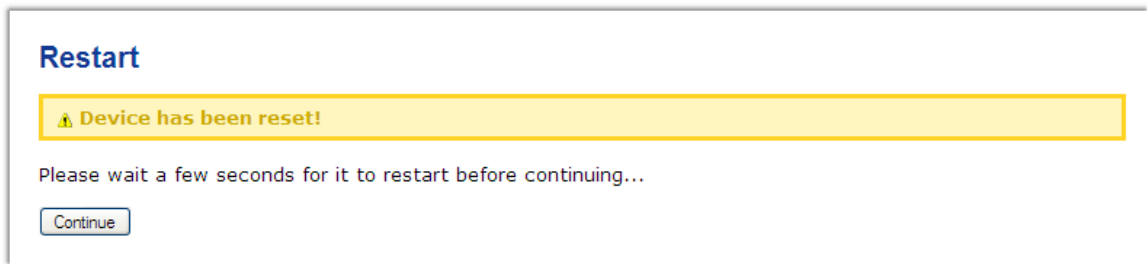 Restart
Device has been reset!
Please wait a few seconds for it to restart before continuing...
Continue